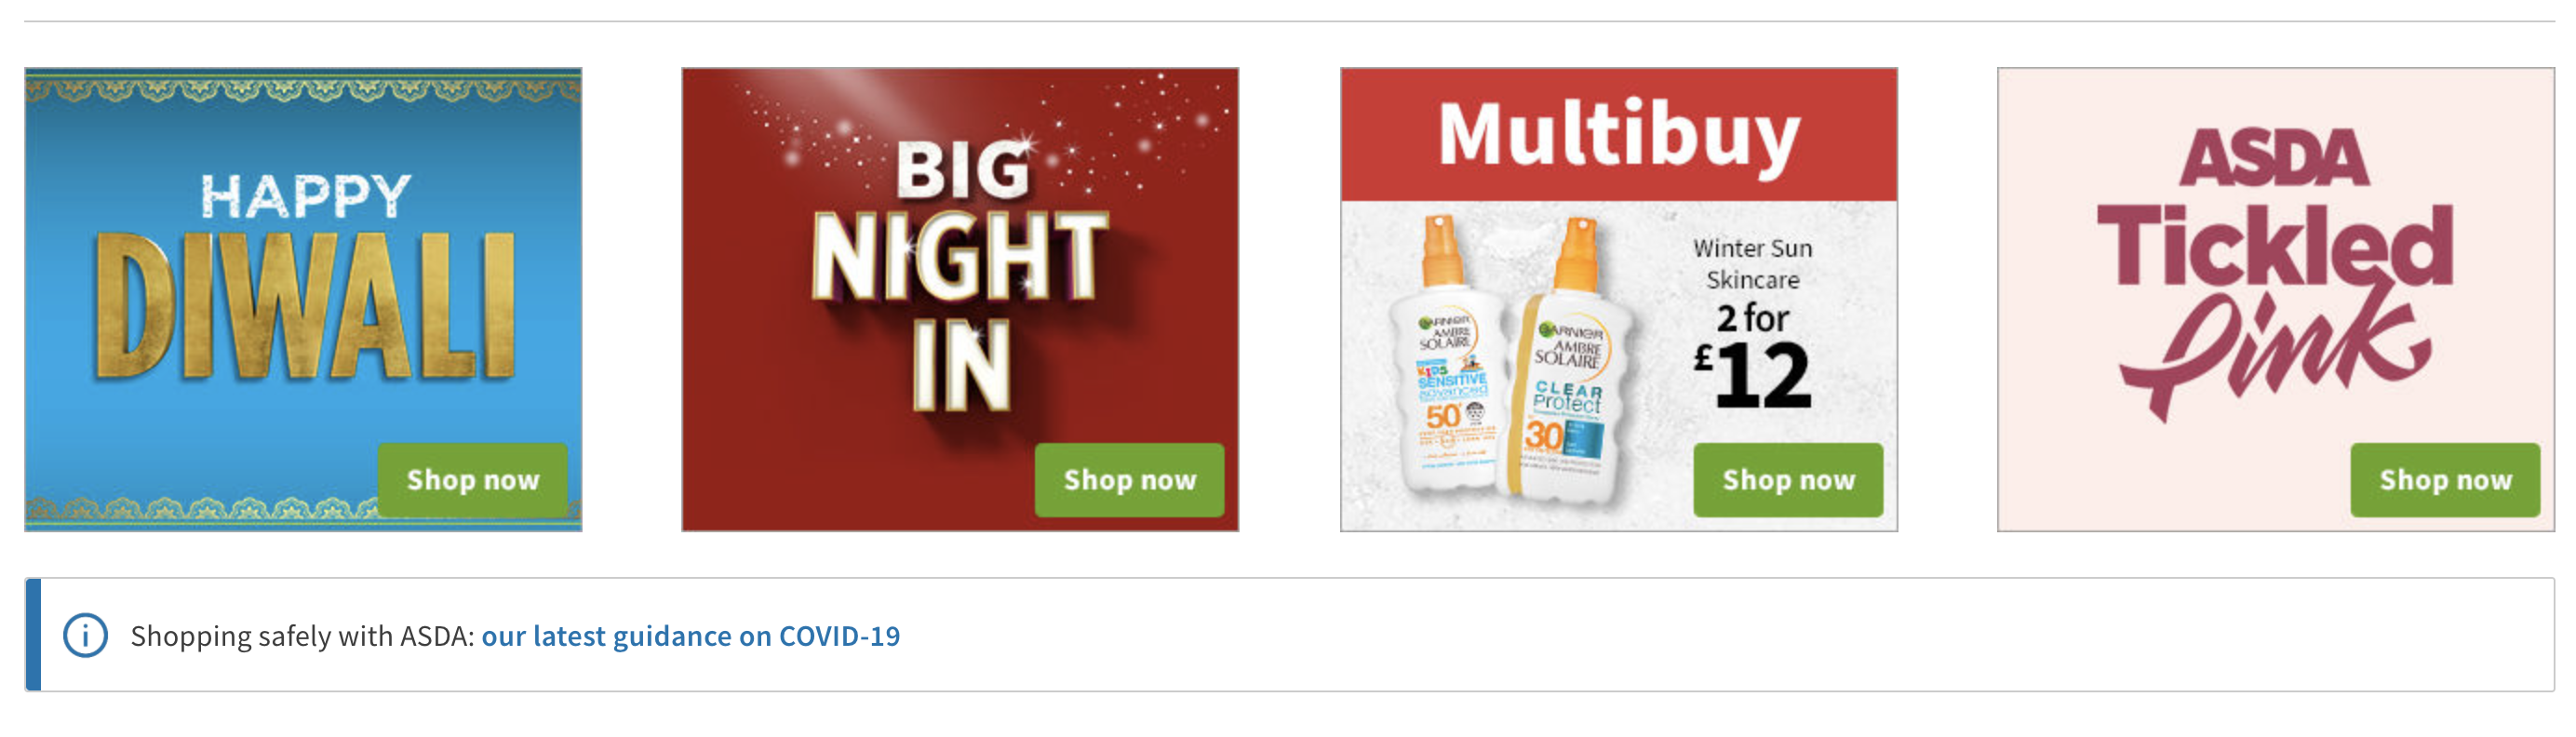 HAPPY
DIWALI
Shop now
BIG
NIGHT
IN
Shop now
Multibuy
Winter Sun
Skincare
2 for
£12
GARNIER
AMBRE
SOLAIRE
KIDS
SENSITIVE
advanced
50+
GARNIER
AMBRE
SOLAIRE
CLEAR
Protect
30
Shop now
ASDA
Tickled
Pink
Shop now
Shopping safely with ASDA: our latest guidance on COVID-19